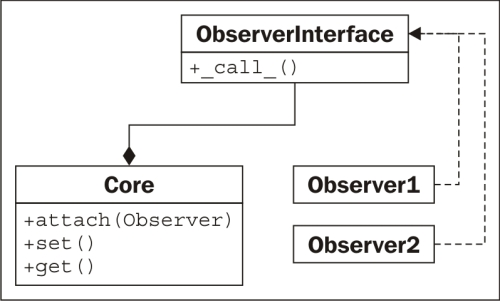 ObserverInterface
+_call_()
Core
+attach(Observer)
+set()
+get()
Observer1
Observer2